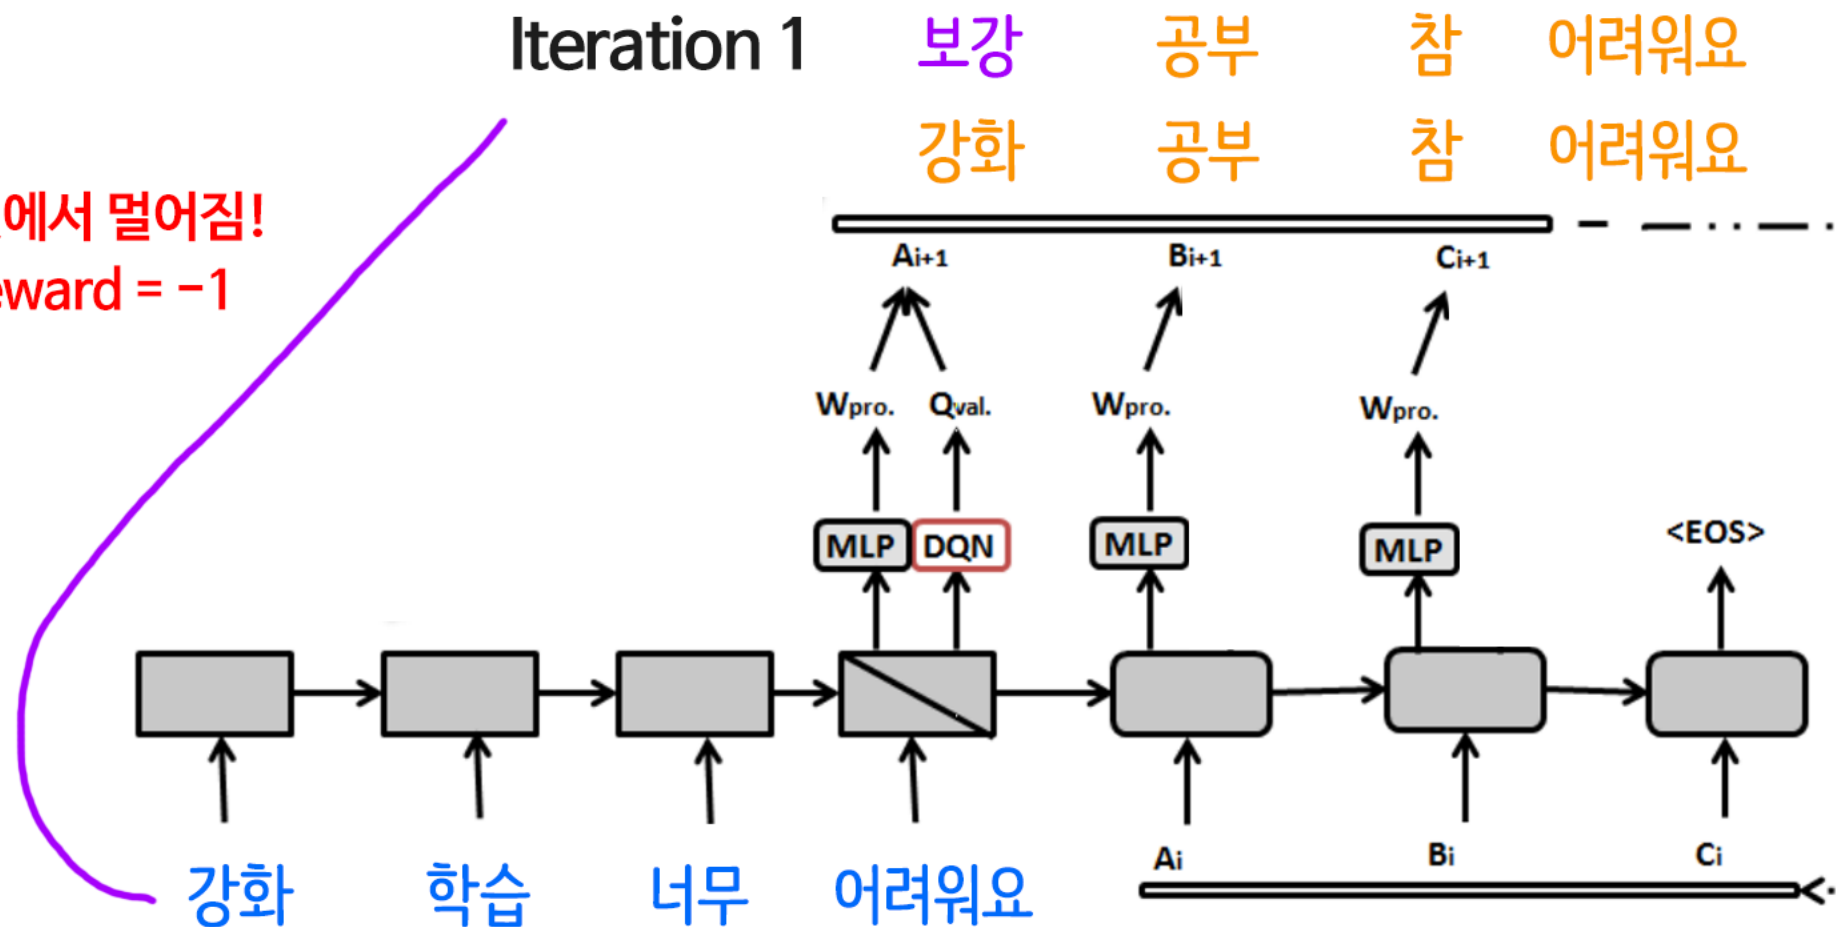 Iteration 1 보강 공부 참 어려워요
강화 공부 참 어려워요
에서 멀어짐!
eward = -1
Ai+1 Bi+1 Ci+1
Wpro. Qval. Wpro. Wpro.
MLP DQN MLP MLP <EOS>
Ai Bi Ci
강화 학습 너무 어려워요